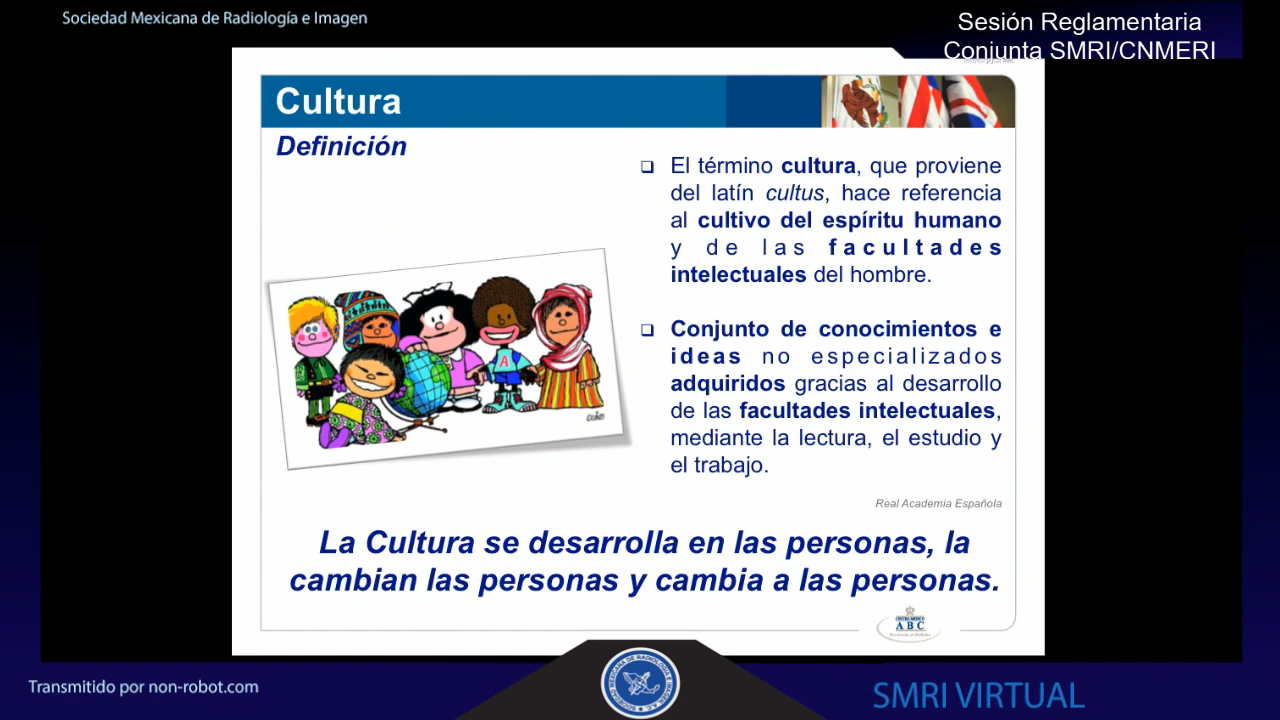 Sociedad Mexicana de Radiología e Imagen
Sesión Reglamentaria
Conjunta SMRI/CNMERI
Cultura
Definición
❑ El término cultura, que proviene
del latín cultus, hace referencia
al cultivo del espíritu humano
y de las facultades
intelectuales del hombre.
❑ Conjunto de conocimientos e
ideas no especializados
adquiridos gracias al desarrollo
de las facultades intelectuales,
mediante la lectura, el estudio y
el trabajo.
A
Real Academia Española
La Cultura se desarrolla en las personas, la
cambian las personas y cambia a las personas.
CENTRO MEDICO
ABC
Transmitido por non-robot.com
SMRI VIRTUAL